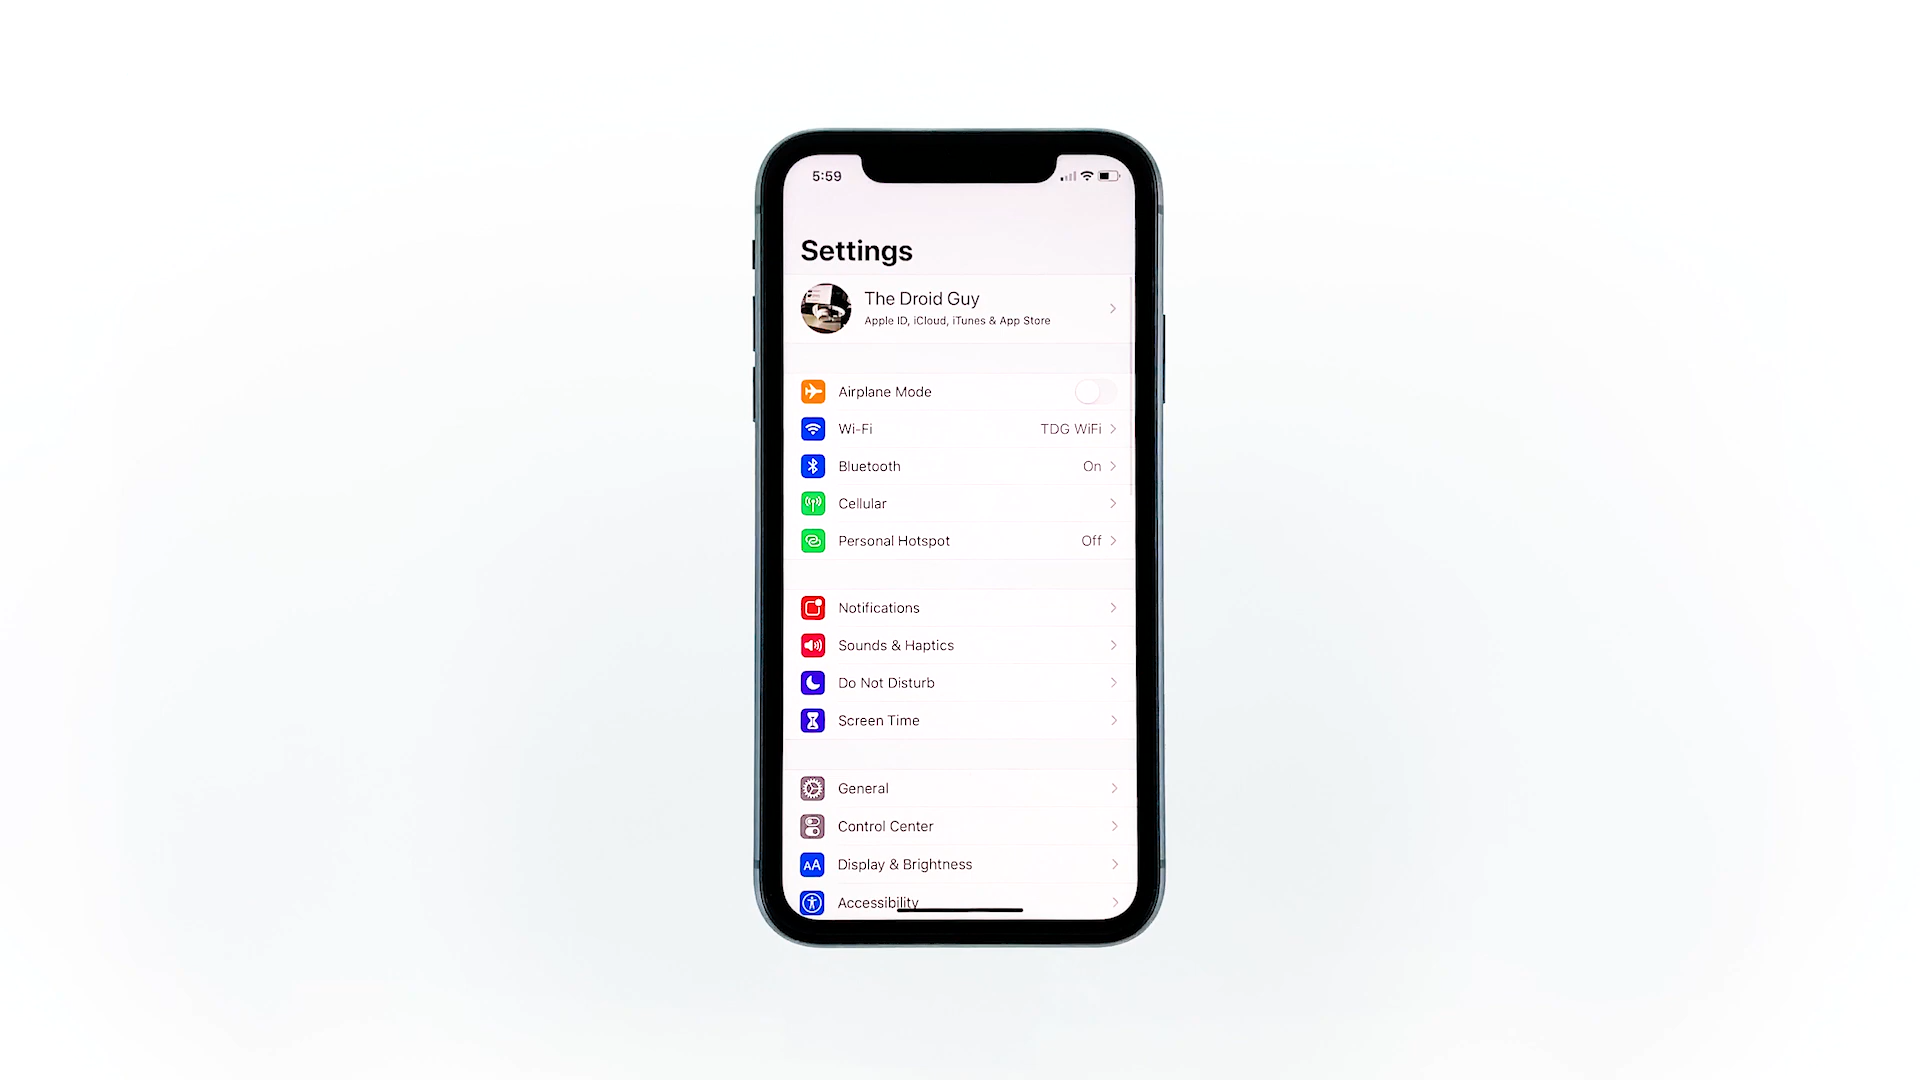 5:59
Settings
The Droid Guy
Apple ID, iCloud, iTunes & App Store
Airplane Mode
Wi-Fi TDG WiFi
Bluetooth On
Cellular
Personal Hotspot Off
Notifications
Sounds & Haptics
Do Not Disturb
Screen Time
General
Control Center
AA Display & Brightness
Accessibility